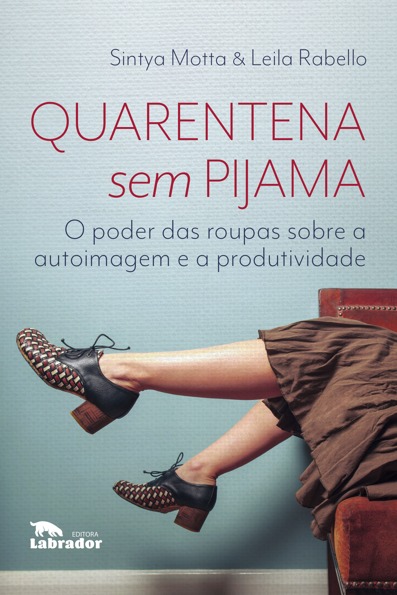 Sintya Motta & Leila Rabello
QUARENTENA
sem PIJAMA
O poder das roupas sobre a
autoimagem e a produtividade
EDITORA
Labrador